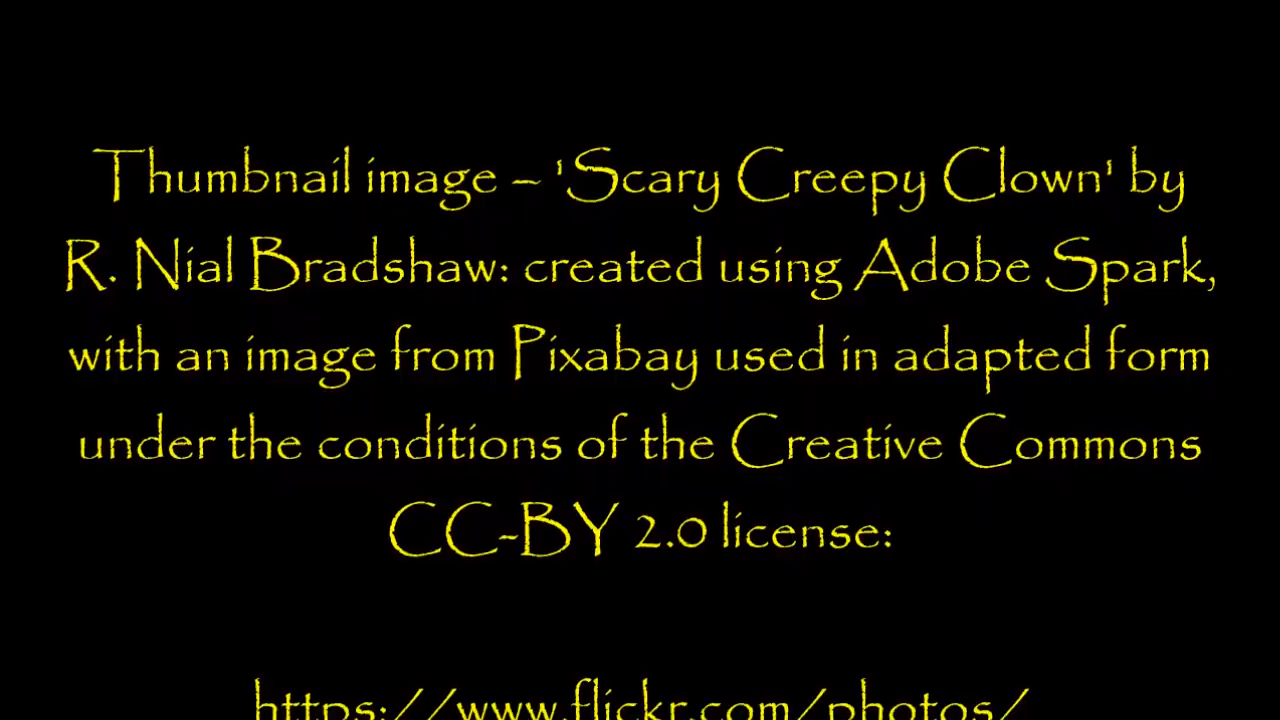 Thumbnail image – 'Scary Creepy Clown' by
R. Nial Bradshaw: created using Adobe Spark,
with an image from Pixabay used in adapted form
under the conditions of the Creative Commons
CC-BY 2.0 license:
https://www.flickr.com/photos/